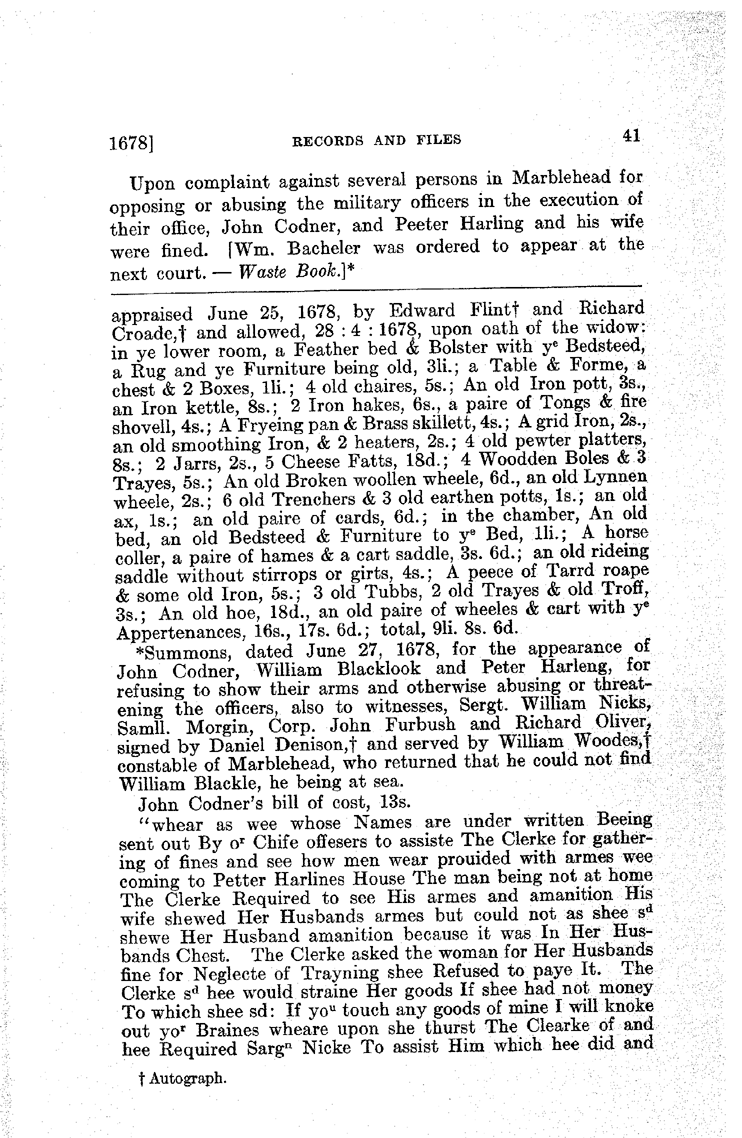 1678] RECORDS AND FILES 41
Upon complaint against several persons in Marblehead for
opposing or abusing the military officers in the execution of
their office, John Codner, and Peeter Harling and his wife
were fined. [Wm. Bacheler was ordered to appear at the
next court. — Waste Book.]*
appraised June 25, 1678, by Edward Flint† and Richard
Croade,† and allowed, 28 : 4 : 1678, upon oath of the widow:
in ye lower room, a Feather bed & Bolster with yᵉ Bedsteed,
a Rug and ye Furniture being old, 3li.; a Table & Forme, a
chest & 2 Boxes, 1li.; 4 old chaires, 5s.; An old Iron pott, 3s.,
an Iron kettle, 8s.; 2 Iron hakes, 6s., a paire of Tongs & fire
shovell, 4s.; A Fryeing pan & Brass skillett, 4s.; A grid Iron, 2s.,
an old smoothing Iron, & 2 heaters, 2s.; 4 old pewter platters,
8s.; 2 Jarrs, 2s., 5 Cheese Fatts, 18d.; 4 Woodden Boles & 3
Trayes, 5s.; An old Broken woollen wheele, 6d., an old Lynnen
wheele, 2s.; 6 old Trenchers & 3 old earthen potts, 1s.; an old
ax, 1s.; an old paire of cards, 6d.; in the chamber, An old
bed, an old Bedsteed & Furniture to yᵉ Bed, 1li.; A horse
coller, a paire of hames & a cart saddle, 3s. 6d.; an old rideing
saddle without stirrops or girts, 4s.; A peece of Tarrd roape
& some old Iron, 5s.; 3 old Tubbs, 2 old Trayes & old Troff,
3s.; An old hoe, 18d., an old paire of wheeles & cart with yᵉ
Appertenances, 16s., 17s. 6d.; total, 9li. 8s. 6d.
*Summons, dated June 27, 1678, for the appearance of
John Codner, William Blacklook and Peter Harleng, for
refusing to show their arms and otherwise abusing or threat-
ening the officers, also to witnesses, Sergt. William Nicks,
Samll. Morgin, Corp. John Furbush and Richard Oliver,
signed by Daniel Denison,† and served by William Woodes,†
constable of Marblehead, who returned that he could not find
William Blackle, he being at sea.
John Codner's bill of cost, 13s.
"whear as wee whose Names are under written Beeing
sent out By oʳ Chife offesers to assiste The Clerke for gather-
ing of fines and see how men wear prouided with armes wee
coming to Petter Harlines House The man being not at home
The Clerke Required to see His armes and amanition His
wife shewed Her Husbands armes but could not as shee sᵈ
shewe Her Husband amanition because it was In Her Hus-
bands Chest. The Clerke asked the woman for Her Husbands
fine for Neglecte of Trayning shee Refused to paye It. The
Clerke sᵈ hee would straine Her goods If shee had not money
To which shee sd: If yoᵘ touch any goods of mine I will knoke
out yoʳ Braines wheare upon she thurst The Clearke of and
hee Required Sargⁿ Nicke To assist Him which hee did and
† Autograph.